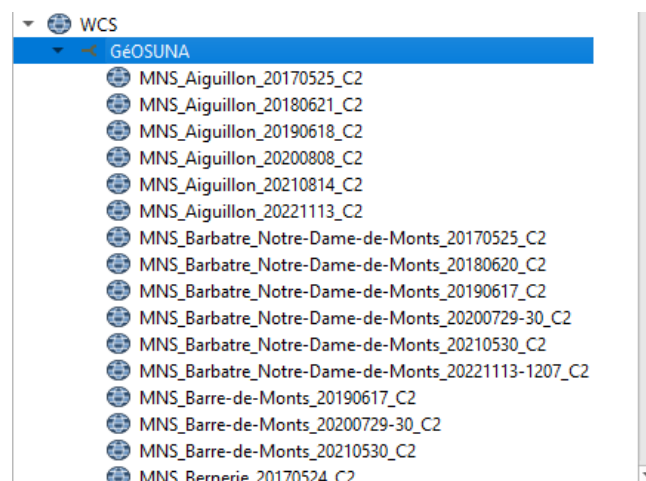 WCS
GéOSUNA
MNS_Aiguillon_20170525_C2
MNS_Aiguillon_20180621_C2
MNS_Aiguillon_20190618_C2
MNS_Aiguillon_20200808_C2
MNS_Aiguillon_20210814_C2
MNS_Aiguillon_20221113_C2
MNS_Barbatre_Notre-Dame-de-Monts_20170525_C2
MNS_Barbatre_Notre-Dame-de-Monts_20180620_C2
MNS_Barbatre_Notre-Dame-de-Monts_20190617_C2
MNS_Barbatre_Notre-Dame-de-Monts_20200729-30_C2
MNS_Barbatre_Notre-Dame-de-Monts_20210530_C2
MNS_Barbatre_Notre-Dame-de-Monts_20221113-1207_C2
MNS_Barre-de-Monts_20190617_C2
MNS_Barre-de-Monts_20200729-30_C2
MNS_Barre-de-Monts_20210530_C2
MNS_Bernerie_20170524_C2